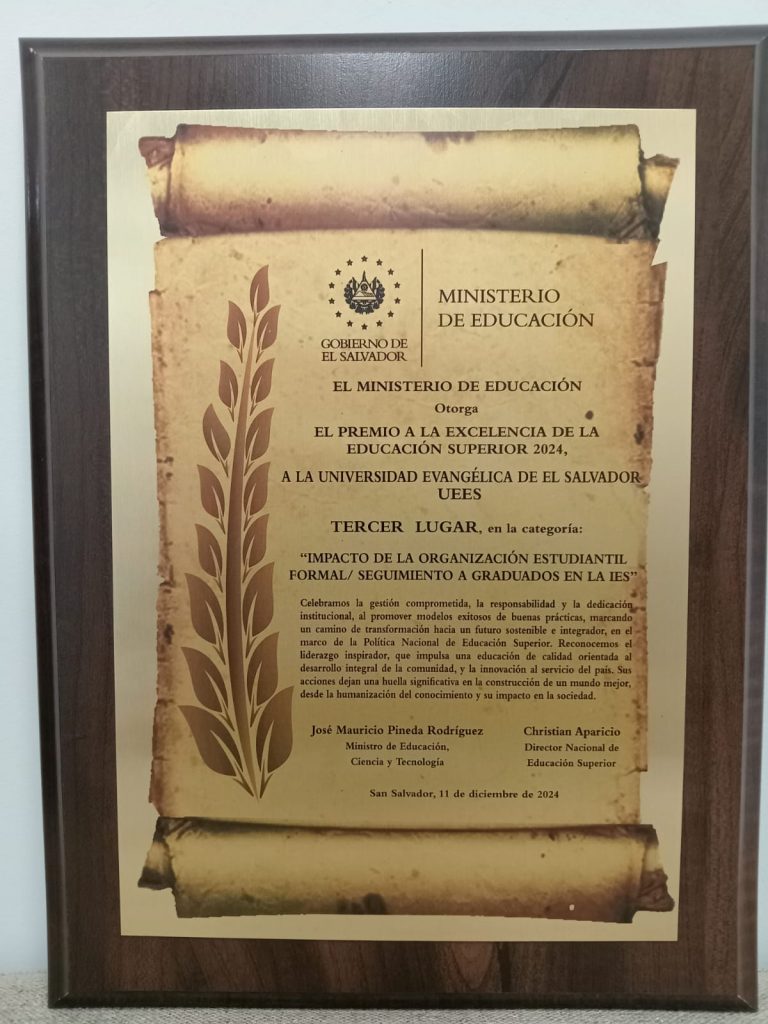 GOBIERNO DE
EL SALVADOR
MINISTERIO
DE EDUCACIÓN
EL MINISTERIO DE EDUCACIÓN
Otorga
EL PREMIO A LA EXCELENCIA DE LA
EDUCACIÓN SUPERIOR 2024,
A LA UNIVERSIDAD EVANGÉLICA DE EL SALVADOR
UEES
TERCER LUGAR, en la categoría:
“IMPACTO DE LA ORGANIZACIÓN ESTUDIANTIL
FORMAL/ SEGUIMIENTO A GRADUADOS EN LA IES”
Celebramos la gestión comprometida, la responsabilidad y la dedicación
institucional, al promover modelos exitosos de buenas prácticas, marcando
un camino de transformación hacia un futuro sostenible e integrador, en el
marco de la Política Nacional de Educación Superior. Reconocemos el
liderazgo inspirador, que impulsa una educación de calidad orientada al
desarrollo integral de la comunidad, y la innovación al servicio del país. Sus
acciones dejan una huella significativa en la construcción de un mundo mejor,
desde la humanización del conocimiento y su impacto en la sociedad.
José Mauricio Pineda Rodríguez
Ministro de Educación,
Ciencia y Tecnología
Christian Aparicio
Director Nacional de
Educación Superior
San Salvador, 11 de diciembre de 2024